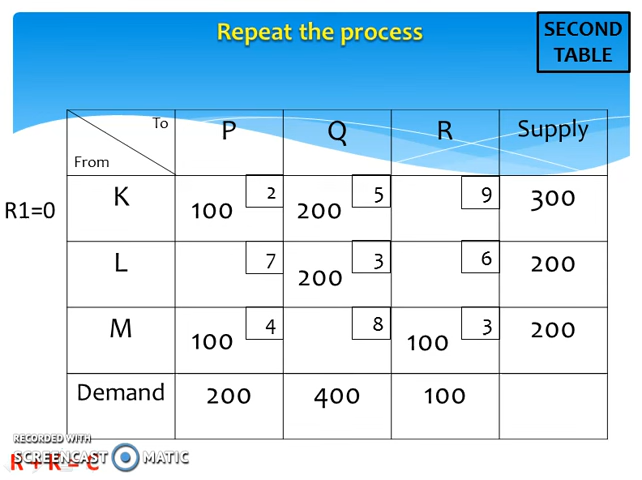 Repeat the process
SECOND
TABLE
To
From
P
Q
R
Supply
R1=0
K
2
100
5
200
9
300
L
7
3
200
6
200
M
4
100
8
3
100
200
Demand
200
400
100
RECORDED WITH
SCREENCAST MATIC